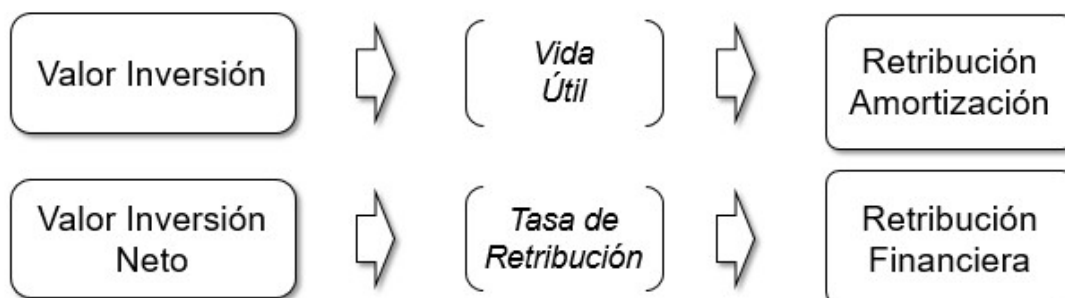 Valor Inversión
Vida
Útil
Retribución
Amortización
Valor Inversión
Neto
Tasa de
Retribución
Retribución
Financiera